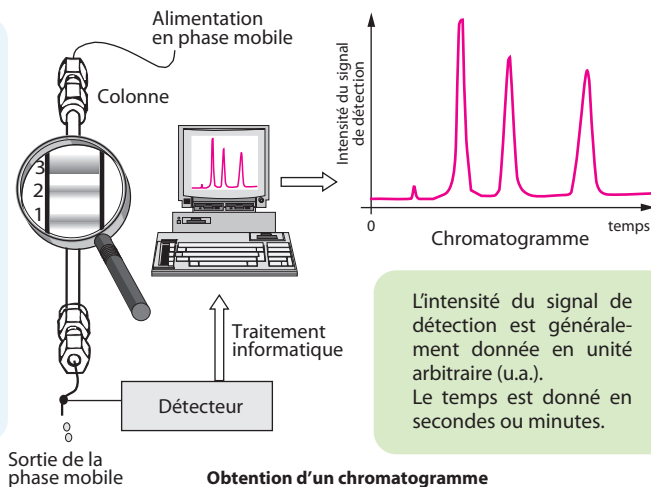 Alimentation
en phase mobile
Colonne
3
2
1
Intensité du signal
de détection
0
temps
Chromatogramme
Traitement
informatique
Détecteur
Sortie de la
phase mobile
L'intensité du signal de
détection est générale-
ment donnée en unité
arbitraire (u.a.).
Le temps est donné en
secondes ou minutes.
Obtention d'un chromatogramme